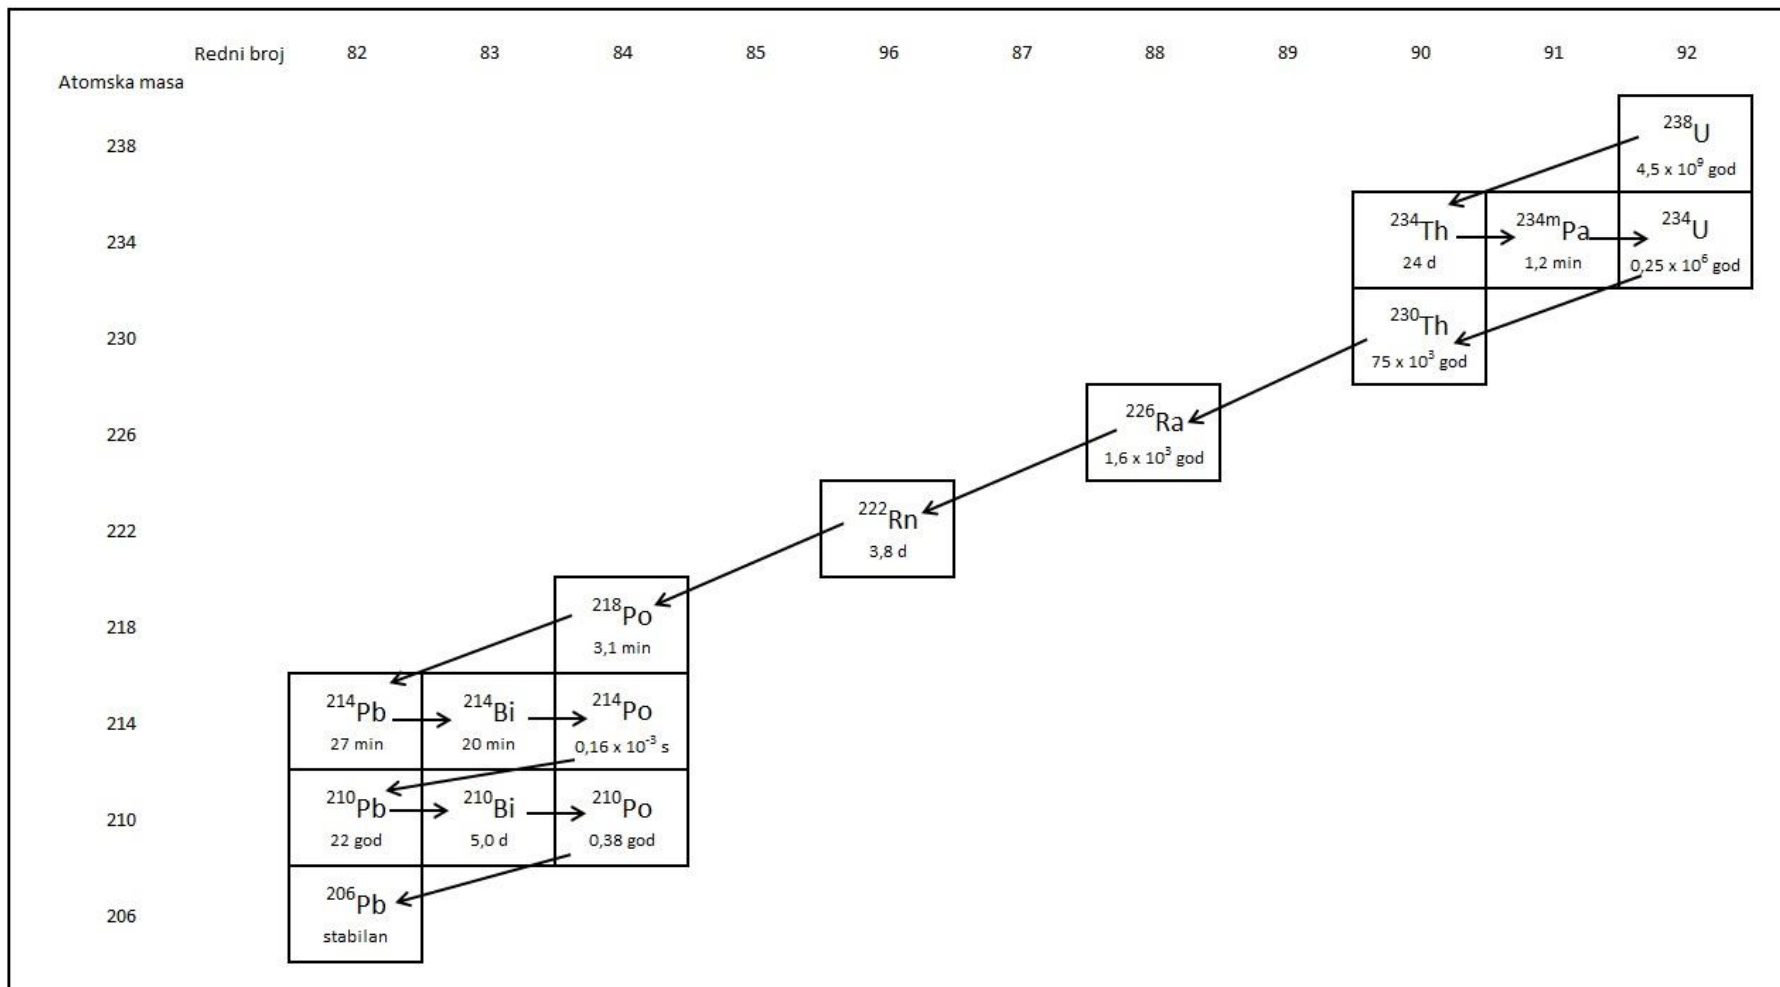 Redni broj 82 83 84 85 96 87 88 89 90 91 92
Atomska masa
238 ²³⁸U
4,5 x 10⁹ god
234 ²³⁴Th ²³⁴ᵐPa ²³⁴U
24 d 1,2 min 0,25 x 10⁶ god
230 ²³⁰Th
75 x 10³ god
226 ²²⁶Ra
1,6 x 10³ god
222 ²²²Rn
3,8 d
218 ²¹⁸Po
3,1 min
214 ²¹⁴Pb ²¹⁴Bi ²¹⁴Po
27 min 20 min 0,16 x 10⁻³ s
210 ²¹⁰Pb ²¹⁰Bi ²¹⁰Po
22 god 5,0 d 0,38 god
206 ²⁰⁶Pb
stabilan